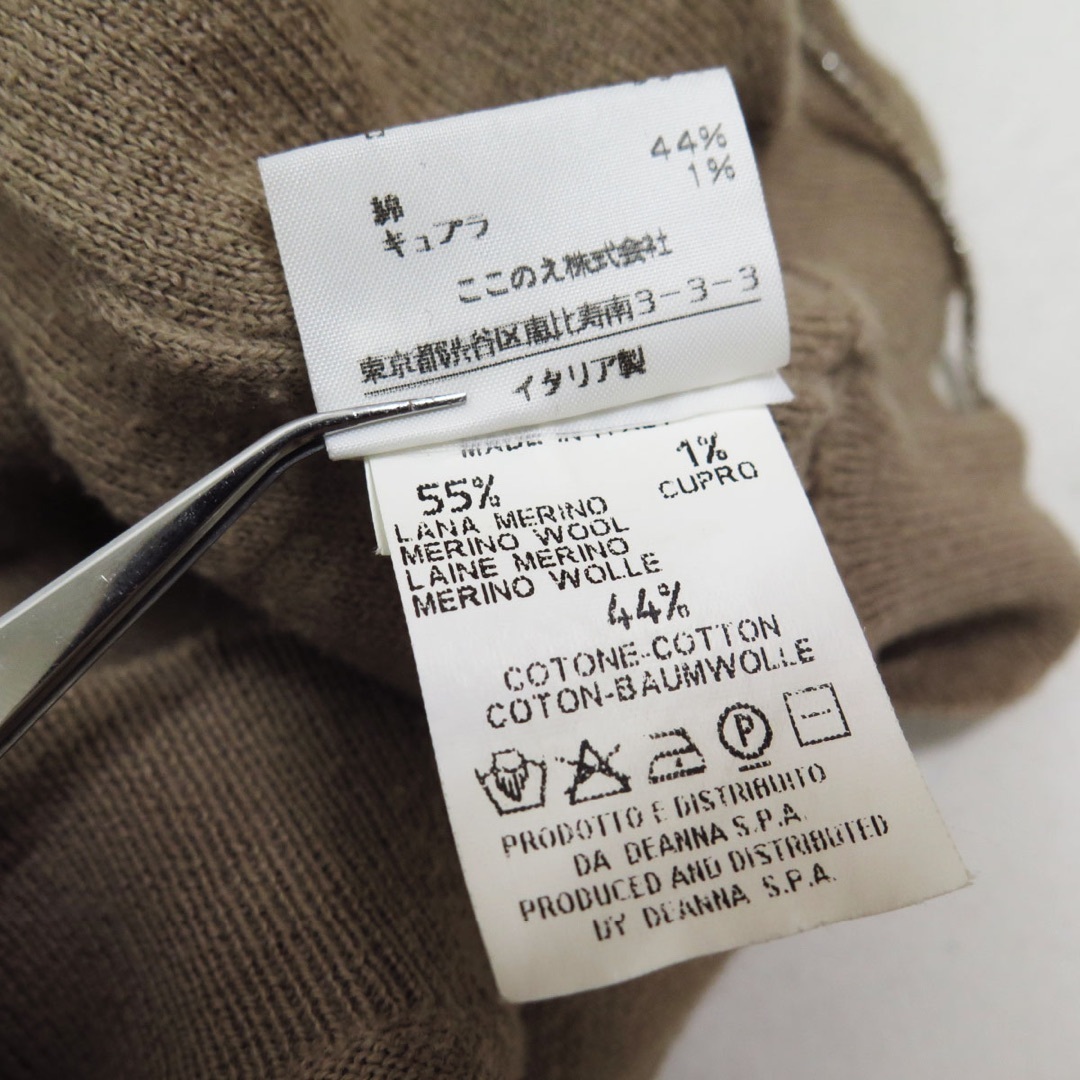 44%
綿
1%
キュプラ
ここのえ株式会社
東京都渋谷区恵比寿南3-3-3
イタリア製
MADE IN ITALY
55%
LANA MERINO
MERINO WOOL
LAINE MERINO
MERINO WOLLE
1%
CUPRO
44%
COTONE-COTTON
COTON-BAUMWOLLE
P
PRODOTTO E DISTRIBUITO
DA DEANNA S.P.A.
PRODUCED AND DISTRIBUTED
BY DEANNA S.P.A.